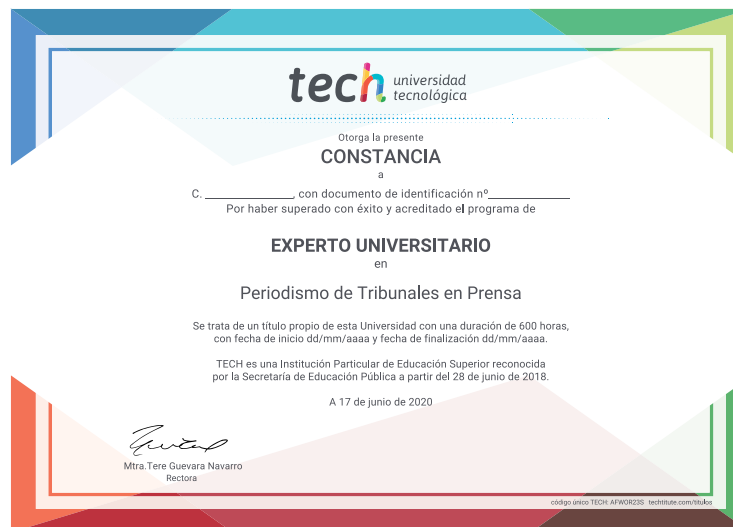 tech universidad
tecnológica
Otorga la presente
CONSTANCIA
a
C. ______________, con documento de identificación nº______________
Por haber superado con éxito y acreditado el programa de
EXPERTO UNIVERSITARIO
en
Periodismo de Tribunales en Prensa
Se trata de un título propio de esta Universidad con una duración de 600 horas,
con fecha de inicio dd/mm/aaaa y fecha de finalización dd/mm/aaaa.
TECH es una Institución Particular de Educación Superior reconocida
por la Secretaría de Educación Pública a partir del 28 de junio de 2018.
A 17 de junio de 2020
Mtra.Tere Guevara Navarro
Rectora
código único TECH: AFWOR23S techtitute.com/titulos